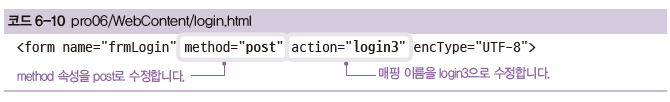 코드 6-10 pro06/WebContent/login.html
<form name="frmLogin" method="post" action="login3" encType="UTF-8">
method 속성을 post로 수정합니다.
매핑 이름을 login3으로 수정합니다.